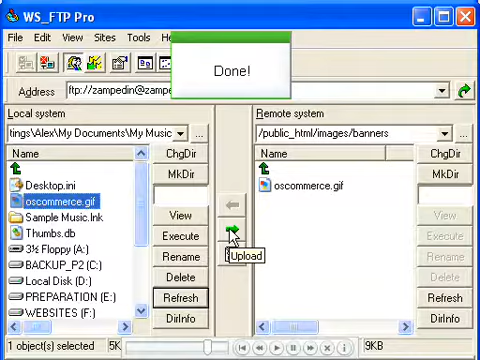 WS_FTP Pro
File Edit View Sites Tools
Done!
Address ftp://zampedin@zampe
Local system
Remote system
tings\Alex\My Documents\My Music
...
/public_html/images/banners
...
Name
ChgDir
Name
ChgDir
MkDir
MkDir
Desktop.ini
oscommerce.gif
oscommerce.gif
Sample Music.lnk
View
View
Thumbs.db
Execute
Execute
3½ Floppy (A:)
BACKUP_P2 (C:)
Upload
Rename
Rename
Local Disk (D:)
Delete
Delete
PREPARATION (E:)
Refresh
Refresh
WEBSITES (F:)
DirInfo
DirInfo
1 object(s) selected
5K
9KB